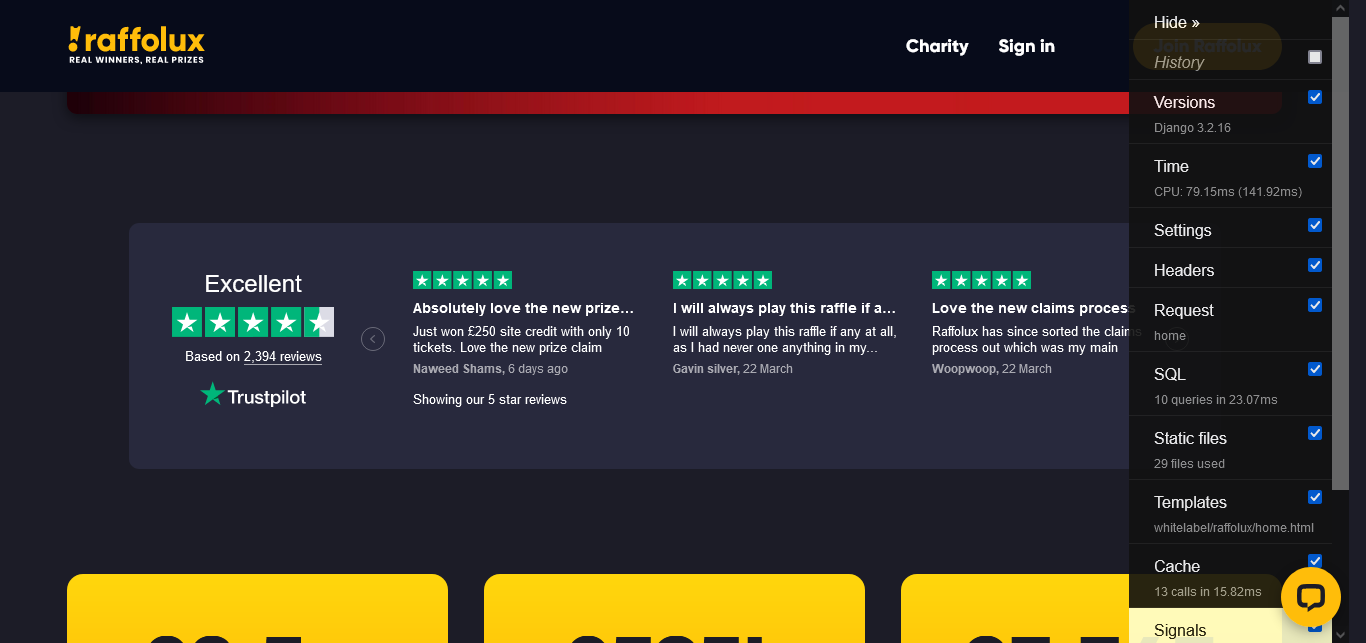 raffolux
REAL WINNERS, REAL PRIZES
Charity
Sign in
Join Raffolux
Excellent
Based on 2,394 reviews
Trustpilot
Absolutely love the new prize…
Just won £250 site credit with only 10
tickets. Love the new prize claim
Naweed Shams, 6 days ago
I will always play this raffle if a…
I will always play this raffle if any at all,
as I had never one anything in my...
Gavin silver, 22 March
Love the new claims process
Raffolux has since sorted the claims
process out which was my main
Woopwoop, 22 March
Showing our 5 star reviews
Hide »
History
Versions
Django 3.2.16
Time
CPU: 79.15ms (141.92ms)
Settings
Headers
Request
home
SQL
10 queries in 23.07ms
Static files
29 files used
Templates
whitelabel/raffolux/home.html
Cache
13 calls in 15.82ms
Signals